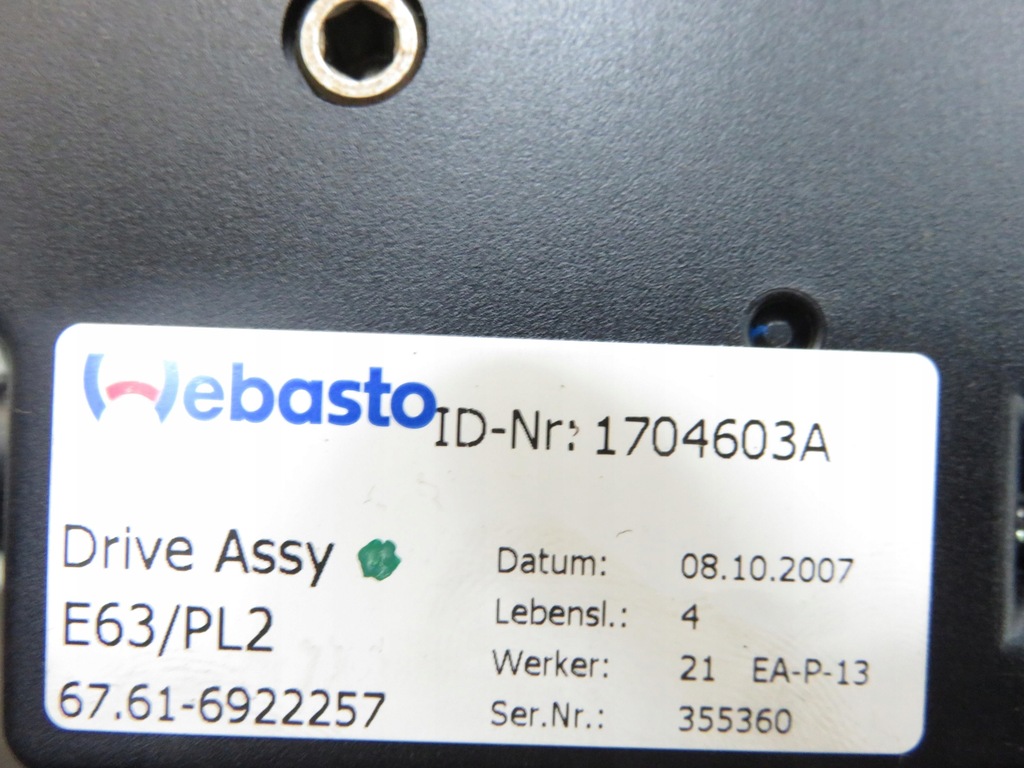 Webasto
ID-Nr: 1704603A
Drive Assy
E63/PL2
67.61-6922257
Datum: 08.10.2007
Lebensl.: 4
Werker: 21 EA-P-13
Ser.Nr.: 355360